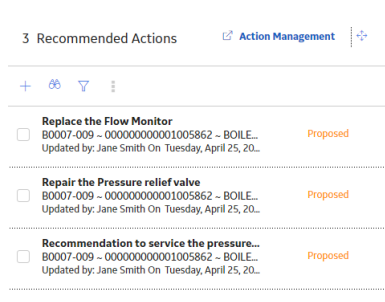 3 Recommended Actions
Action Management
Replace the Flow Monitor
B0007-009 ~ 000000000001005862 ~ BOILE...
Proposed
Updated by: Jane Smith On Tuesday, April 25, 20...
Repair the Pressure relief valve
B0007-009 ~ 000000000001005862 ~ BOILE...
Proposed
Updated by: Jane Smith On Tuesday, April 25, 20...
Recommendation to service the pressure...
B0007-009 ~ 000000000001005862 ~ BOILE...
Proposed
Updated by: Jane Smith On Tuesday, April 25, 20...